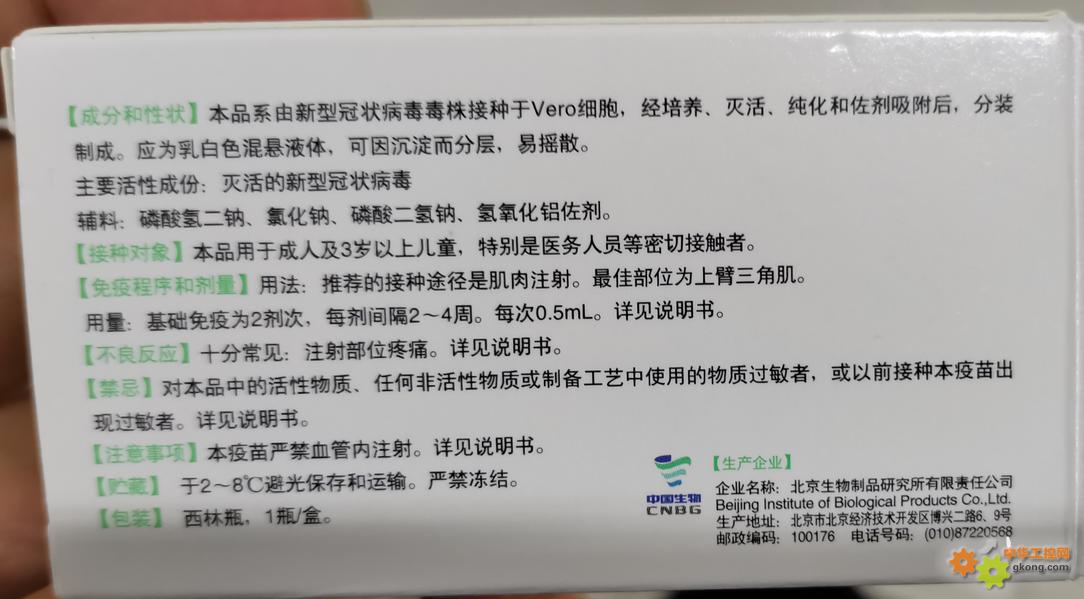 【成分和性状】本品系由新型冠状病毒毒株接种于Vero细胞，经培养、灭活、纯化和佐剂吸附后，分装
制成。应为乳白色混悬液体，可因沉淀而分层，易摇散。
主要活性成份：灭活的新型冠状病毒
辅料：磷酸氢二钠、氯化钠、磷酸二氢钠、氢氧化铝佐剂。
【接种对象】本品用于成人及3岁以上儿童，特别是医务人员等密切接触者。
【免疫程序和剂量】用法：推荐的接种途径是肌肉注射。最佳部位为上臂三角肌。
用量：基础免疫为2剂次，每剂间隔2～4周。每次0.5mL。详见说明书。
【不良反应】十分常见：注射部位疼痛。详见说明书。
【禁忌】对本品中的活性物质、任何非活性物质或制备工艺中使用的物质过敏者，或以前接种本疫苗出
现过敏者。详见说明书。
【注意事项】本疫苗严禁血管内注射。详见说明书。
【贮藏】于2～8℃避光保存和运输。严禁冻结。
【包装】西林瓶，1瓶/盒。
中国生物
CNBG
【生产企业】
企业名称：北京生物制品研究所有限责任公司
Beijing Institute of Biological Products Co.,Ltd.
生产地址：北京市北京经济技术开发区博兴二路6、9号
邮政编码：100176 电话号码：(010)87220568
中华工控网
gkong.com